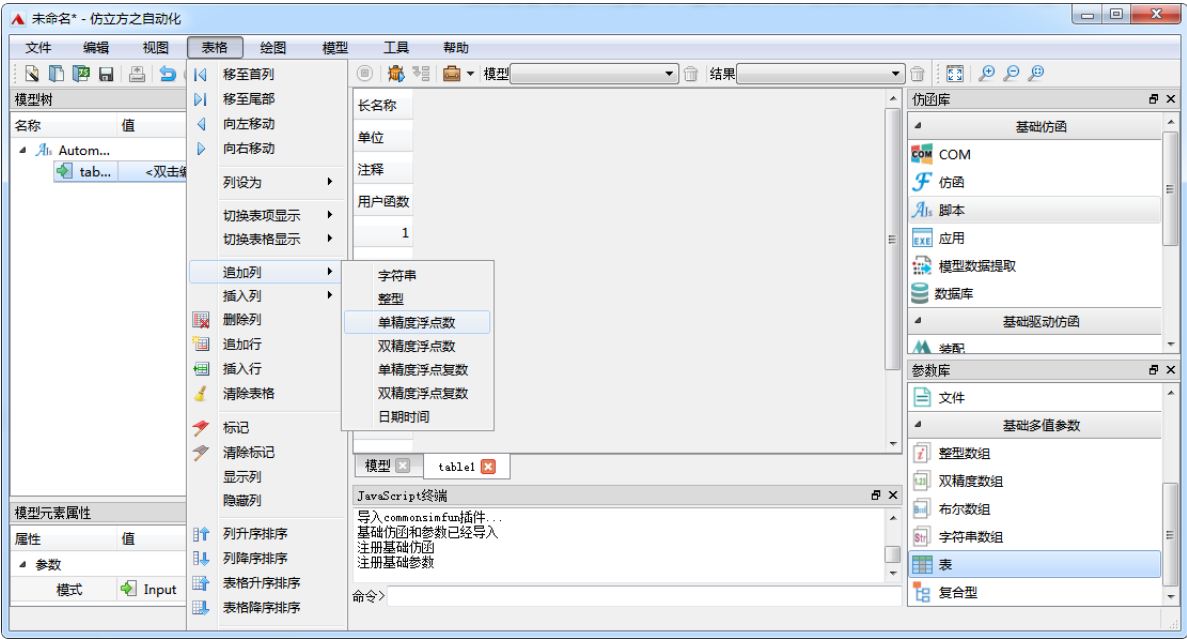 未命名* - 仿立方之自动化
文件 编辑 视图 表格 绘图 模型 工具 帮助
模型 结果
模型树
名称 值
Autom...
tab... <双击编
移至首列
移至尾部
向左移动
向右移动
列设为
切换表项显示
切换表格显示
追加列
插入列
删除列
追加行
插入行
清除表格
标记
清除标记
显示列
隐藏列
列升序排序
列降序排序
表格升序排序
表格降序排序
字符串
整型
单精度浮点数
双精度浮点数
单精度浮点复数
双精度浮点复数
日期时间
长名称
单位
注释
用户函数
1
模型 table1
JavaScript终端
导入commonsimfun插件...
基础仿函和参数已经导入
注册基础仿函
注册基础参数
命令>
模型元素属性
属性 值
参数
模式 Input
仿函库
基础仿函
COM COM
仿函
脚本
EXE 应用
模型数据提取
数据库
基础驱动仿函
装配
参数库
文件
基础多值参数
整型数组
1.23 双精度数组
Bool 布尔数组
Str 字符串数组
表
复合型